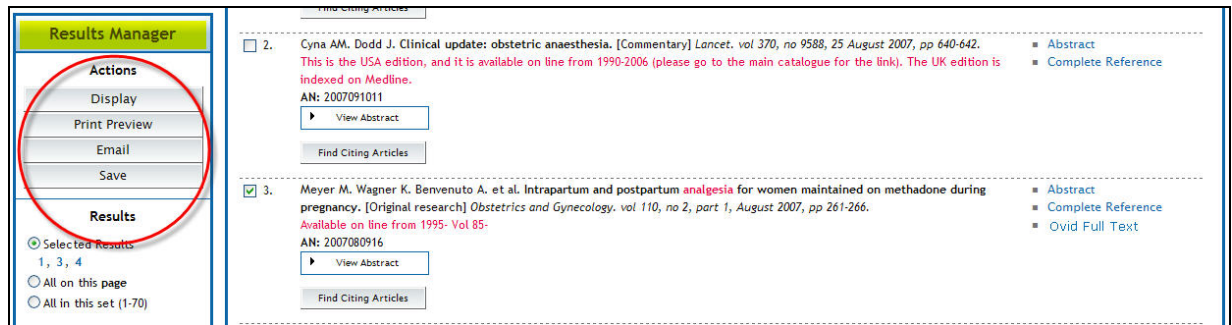 Results Manager
Actions
Display
Print Preview
Email
Save
Results
Selected Results
1, 3, 4
All on this page
All in this set (1-70)
Find Citing Articles
2. Cyna AM. Dodd J. Clinical update: obstetric anaesthesia. [Commentary] Lancet. vol 370, no 9588, 25 August 2007, pp 640-642.
This is the USA edition, and it is available on line from 1990-2006 (please go to the main catalogue for the link). The UK edition is
indexed on Medline.
AN: 2007091011
View Abstract
Find Citing Articles
Abstract
Complete Reference
3. Meyer M. Wagner K. Benvenuto A. et al. Intrapartum and postpartum analgesia for women maintained on methadone during
pregnancy. [Original research] Obstetrics and Gynecology. vol 110, no 2, part 1, August 2007, pp 261-266.
Available on line from 1995- Vol 85-
AN: 2007080916
View Abstract
Find Citing Articles
Abstract
Complete Reference
Ovid Full Text